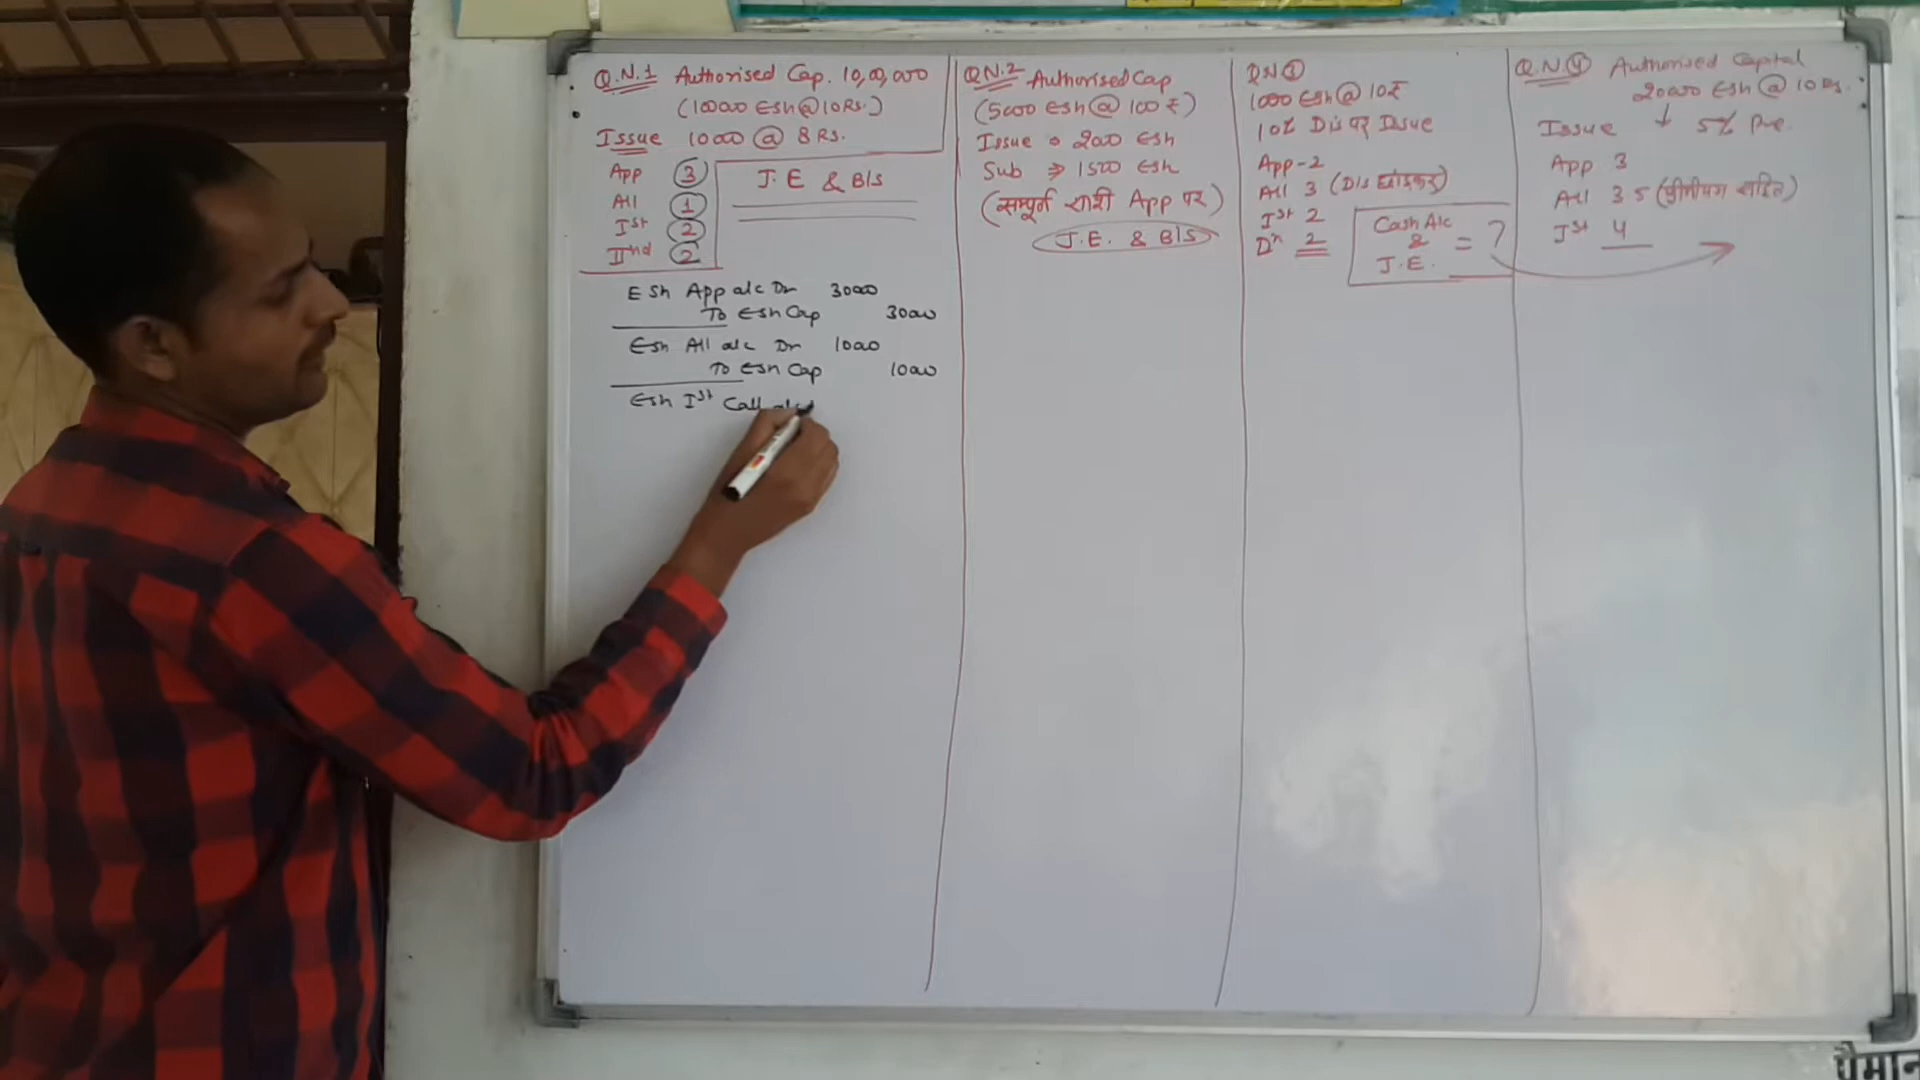 Q.N.1 Authorised Cap. 10,00,000
(10000 Esh@10Rs.)
Issue 1000 @ 8 Rs.
App 3
All 1
Ist 2
IInd 2
J.E & B/S
Esh App a/c Dr 3000
To Esh Cap 3000
Esh All a/c Dr 1000
To Esh Cap 1000
Esh Ist Call a/c
Q.N.2 Authorised Cap
(5000 Esh @ 100 ₹)
Issue 2000 Esh
Sub ⇒ 1500 Esh
(सम्पूर्ण राशी App पर)
J.E. & B/S
Q N
1000 Esh@ 10₹
10% Dis पर Issue
App-2
All 3 (Dis छोड़कर)
Ist 2
2
Cash A/c
&
J.E.
= ?
Q.N.4 Authorised Capital
20000 Esh @ 10 Rs.
Issue ↓ 5% Pre.
App 3
All 3.5 (प्रीमीयम सहित)
Ist 4